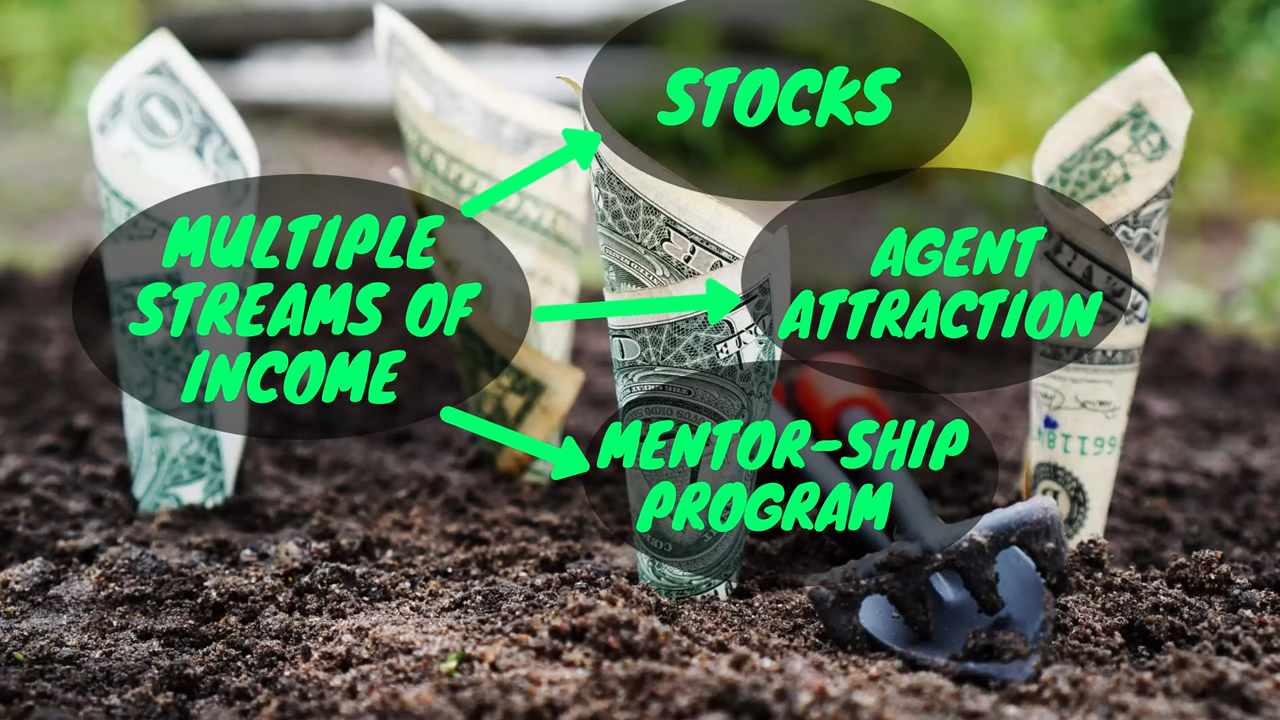 STOCKS
MULTIPLE
STREAMS OF
INCOME
AGENT
ATTRACTION
MENTOR-SHIP
PROGRAM